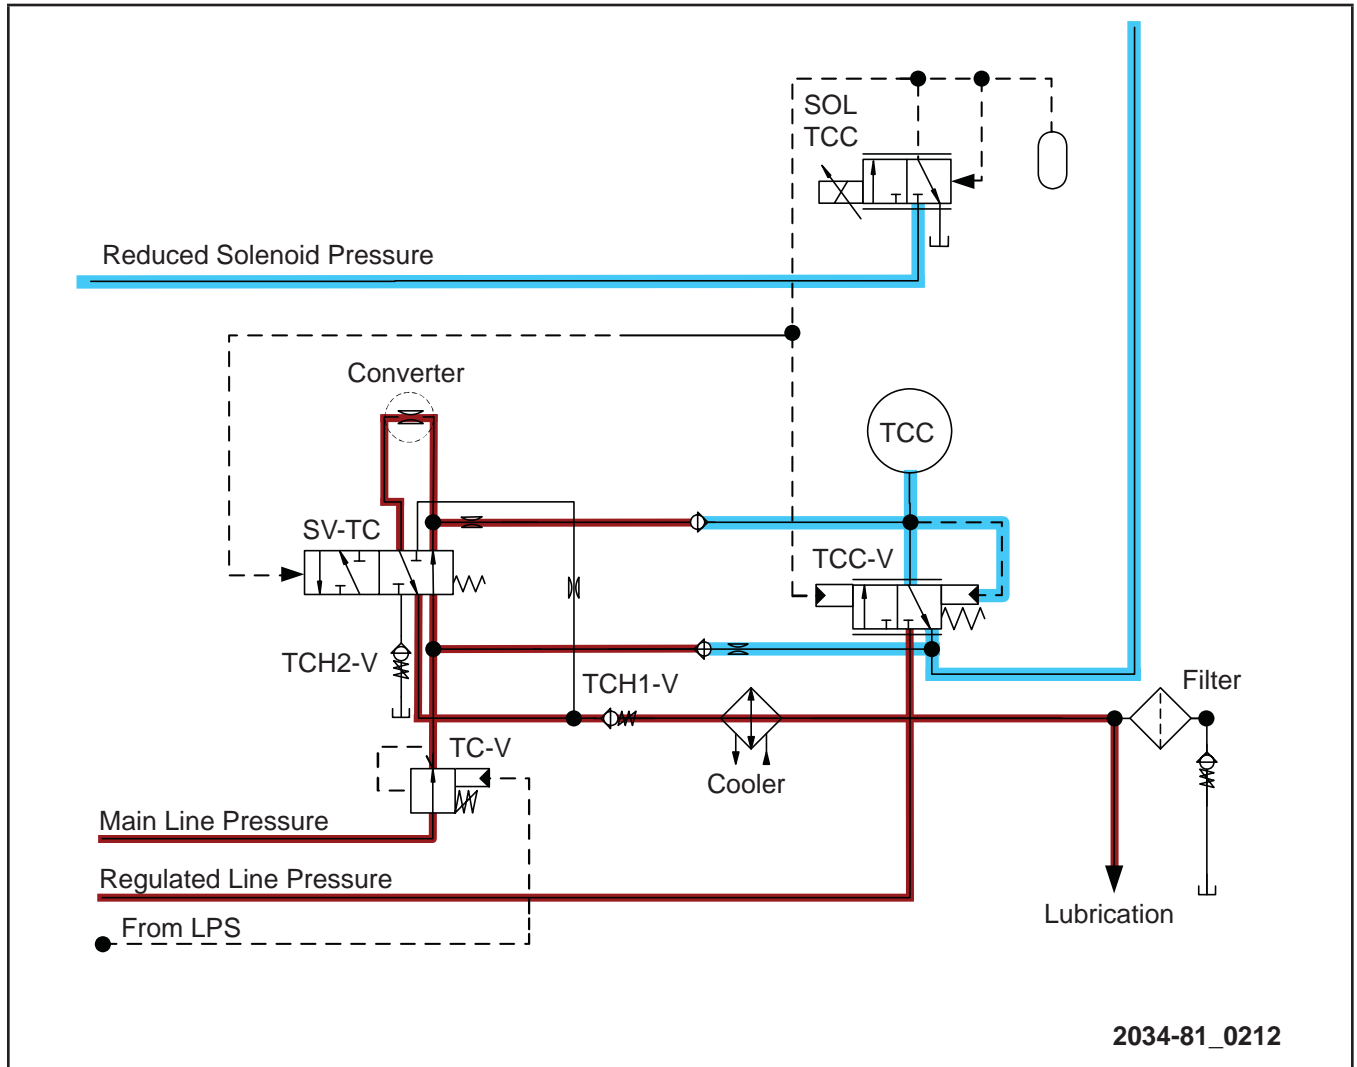 SOL
TCC
Reduced Solenoid Pressure
Converter
TCC
SV-TC
TCC-V
TCH2-V
TCH1-V
Filter
TC-V
Cooler
Main Line Pressure
Regulated Line Pressure
Lubrication
From LPS
2034-81_0212